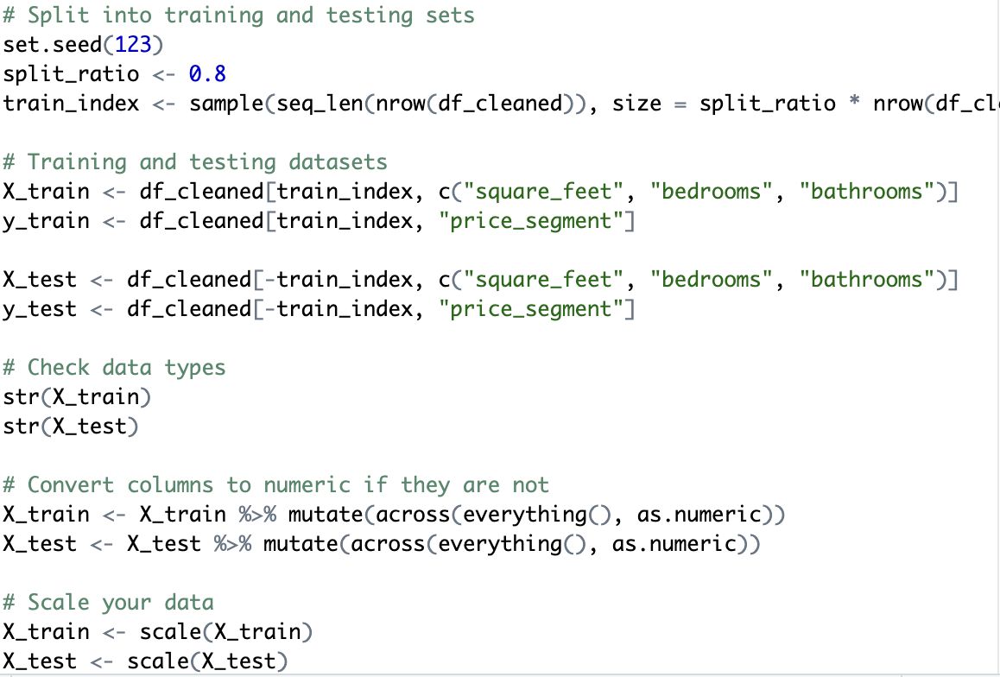 # Split into training and testing sets
set.seed(123)
split_ratio <- 0.8
train_index <- sample(seq_len(nrow(df_cleaned)), size = split_ratio * nrow(df_cl
# Training and testing datasets
X_train <- df_cleaned[train_index, c("square_feet", "bedrooms", "bathrooms")]
y_train <- df_cleaned[train_index, "price_segment"]
X_test <- df_cleaned[-train_index, c("square_feet", "bedrooms", "bathrooms")]
y_test <- df_cleaned[-train_index, "price_segment"]
# Check data types
str(X_train)
str(X_test)
# Convert columns to numeric if they are not
X_train <- X_train %>% mutate(across(everything(), as.numeric))
X_test <- X_test %>% mutate(across(everything(), as.numeric))
# Scale your data
X_train <- scale(X_train)
X_test <- scale(X_test)